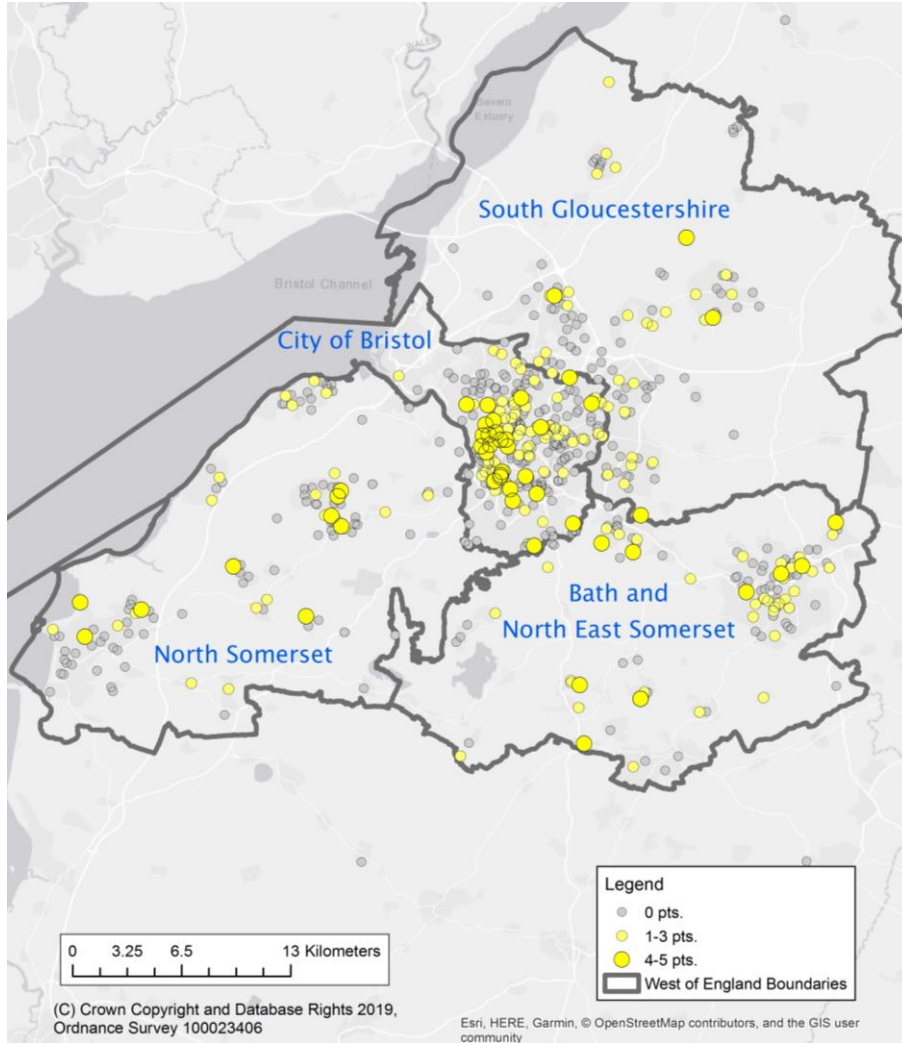 WALES
Severn
Estuary
South Gloucestershire
Bristol Channel
City of Bristol
Bath and
North East Somerset
North Somerset
Legend
0 pts.
1-3 pts.
4-5 pts.
West of England Boundaries
0 3.25 6.5 13 Kilometers
(C) Crown Copyright and Database Rights 2019,
Ordnance Survey 100023406
Esri, HERE, Garmin, © OpenStreetMap contributors, and the GIS user
community